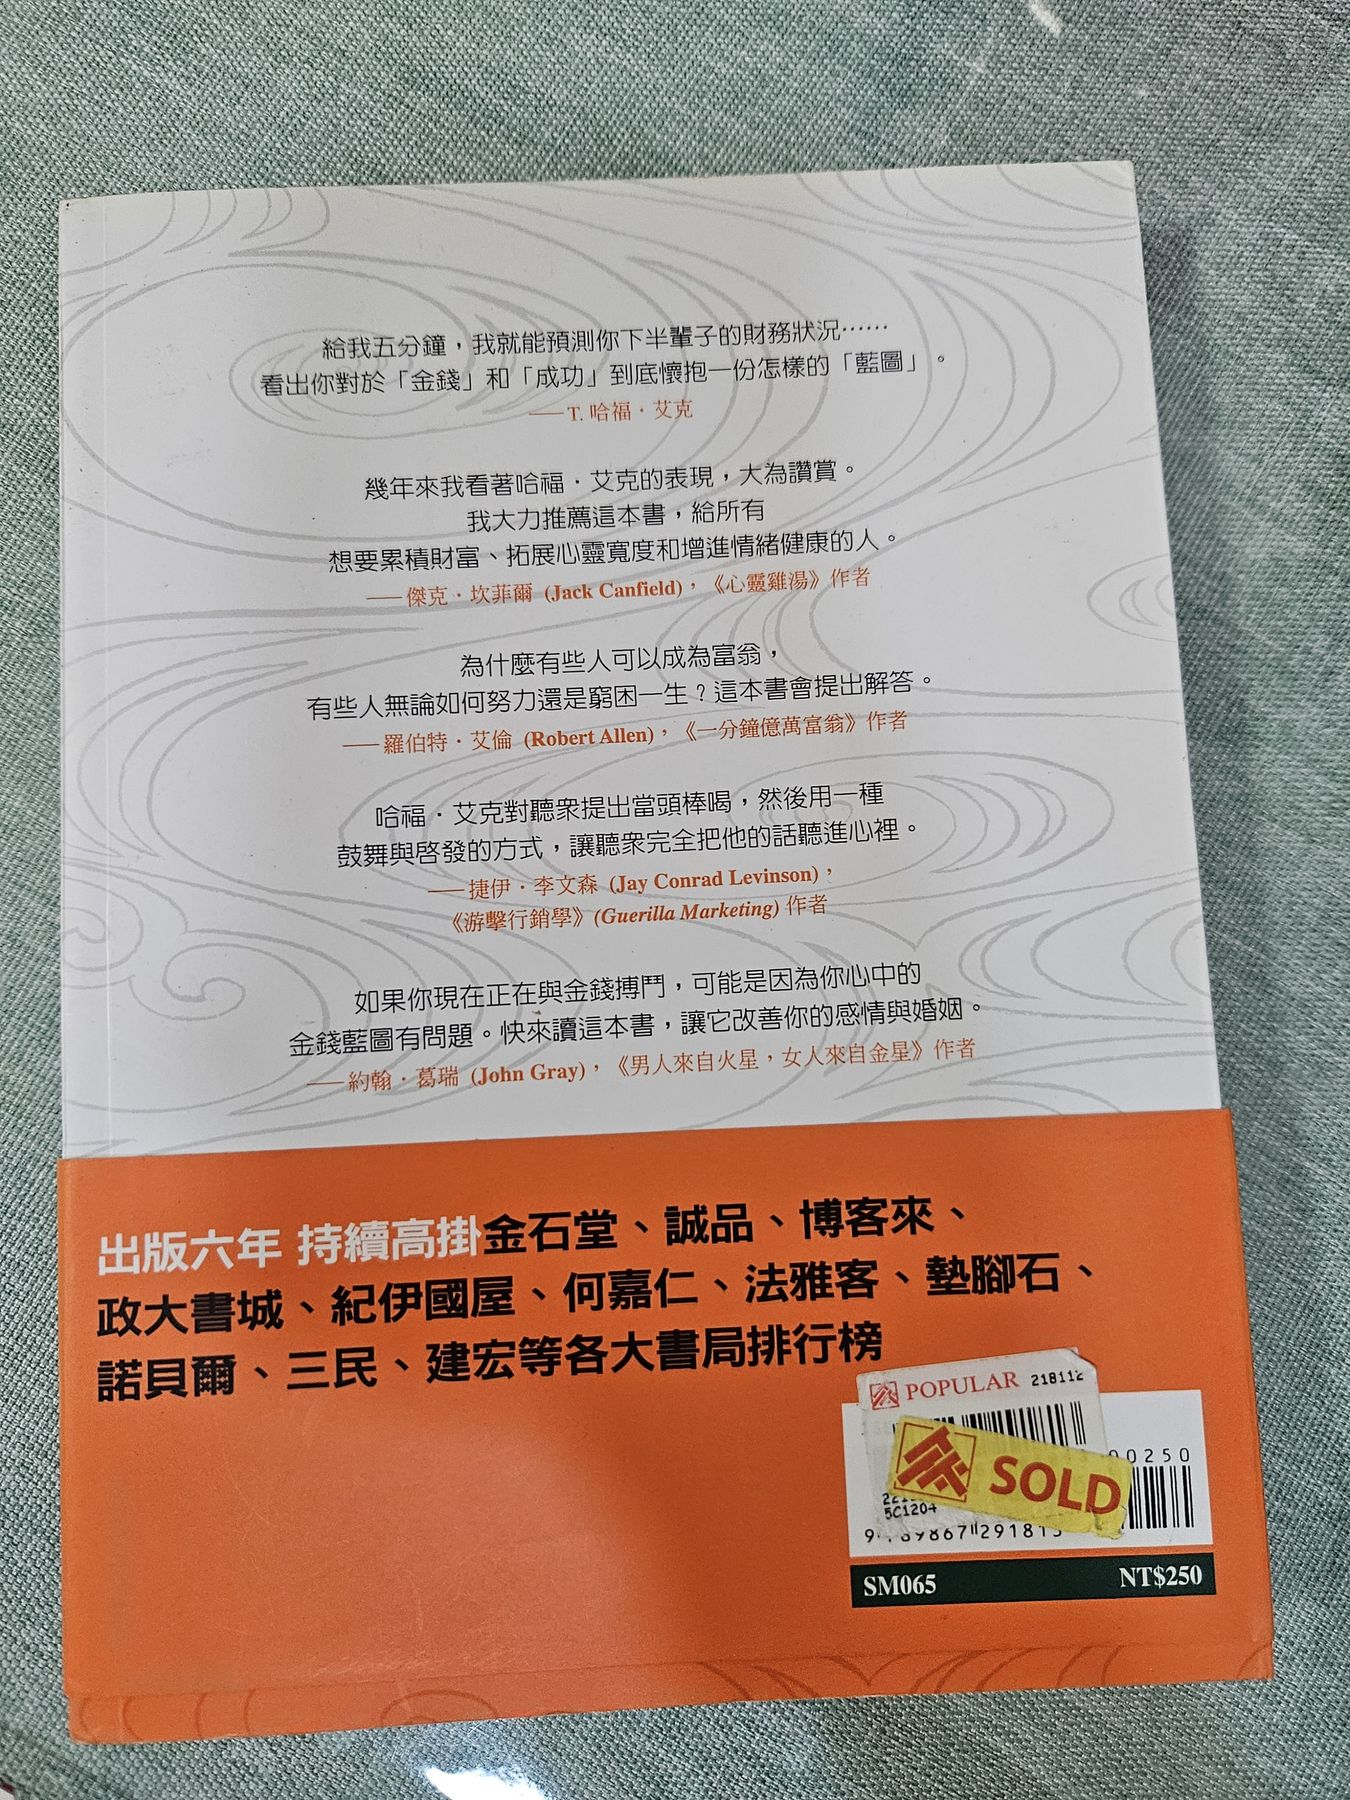 給我五分鐘，我就能預測你下半輩子的財務狀況⋯⋯
看出你對於「金錢」和「成功」到底懷抱一份怎樣的「藍圖」。
——T. 哈福．艾克
幾年來我看著哈福．艾克的表現，大為讚賞。
我大力推薦這本書，給所有
想要累積財富、拓展心靈寬度和增進情緒健康的人。
——傑克．坎菲爾 (Jack Canfield)，《心靈雞湯》作者
為什麼有些人可以成為富翁，
有些人無論如何努力還是窮困一生？這本書會提出解答。
——羅伯特．艾倫 (Robert Allen)，《一分鐘億萬富翁》作者
哈福．艾克對聽眾提出當頭棒喝，然後用一種
鼓舞與啓發的方式，讓聽眾完全把他的話聽進心裡。
——捷伊．李文森 (Jay Conrad Levinson)，
《游擊行銷學》(Guerilla Marketing) 作者
如果你現在正在與金錢搏鬥，可能是因為你心中的
金錢藍圖有問題。快來讀這本書，讓它改善你的感情與婚姻。
——約翰．葛瑞 (John Gray)，《男人來自火星，女人來自金星》作者
出版六年 持續高掛金石堂、誠品、博客來、
政大書城、紀伊國屋、何嘉仁、法雅客、墊腳石、
諾貝爾、三民、建宏等各大書局排行榜
POPULAR 218112
00250
SOLD
5C1204
SM065 NT$250